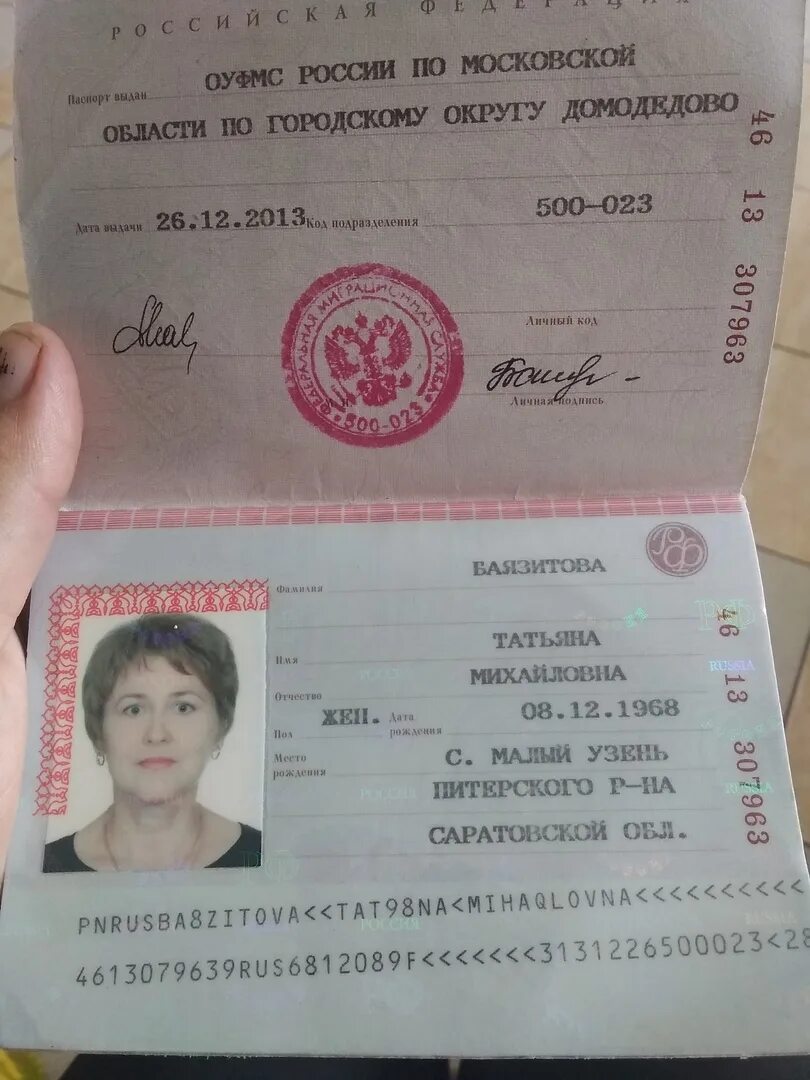 РОССИЙСКАЯ ФЕДЕРАЦИЯ
Паспорт выдан ОУФМС РОССИИ ПО МОСКОВСКОЙ
ОБЛАСТИ ПО ГОРОДСКОМУ ОКРУГУ ДОМОДЕДОВО
Дата выдачи 26.12.2013 Код подразделения 500-023
46 13 307963
Личный код
Личная подпись
ФЕДЕРАЛЬНАЯ МИГРАЦИОННАЯ СЛУЖБА
500-023
РФ
Фамилия БАЯЗИТОВА
Имя ТАТЬЯНА
Отчество МИХАЙЛОВНА
Пол ЖЕН. Дата рождения 08.12.1968
Место рождения С. МАЛЫЙ УЗЕНЬ
ПИТЕРСКОГО Р-НА
САРАТОВСКОЙ ОБЛ.
46 13 307963
РОССИЯ
RUSSIA
PNRUSBA8ZITOVA<<TAT98NA<MIHAQLOVNA<<<<<<<<<<
4613079639RUS6812089F<<<<<<<3131226500023<28